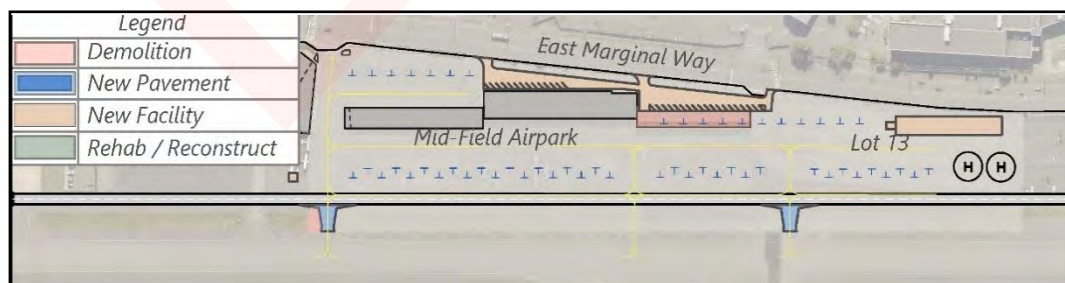 Legend
Demolition
New Pavement
New Facility
Rehab / Reconstruct
East Marginal Way
Mid-Field Airpark
Lot 13
H H